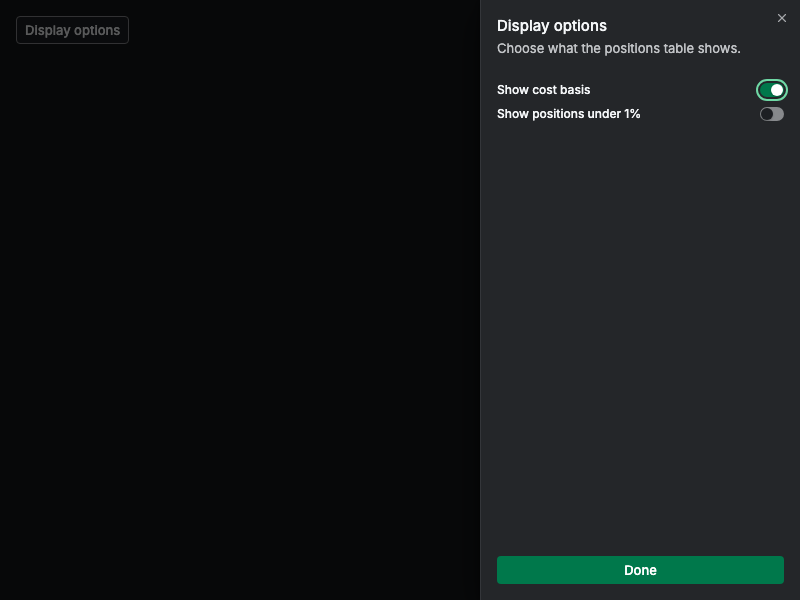 Display options
Display options
Choose what the positions table shows.
Show cost basis
Show positions under 1%
Done